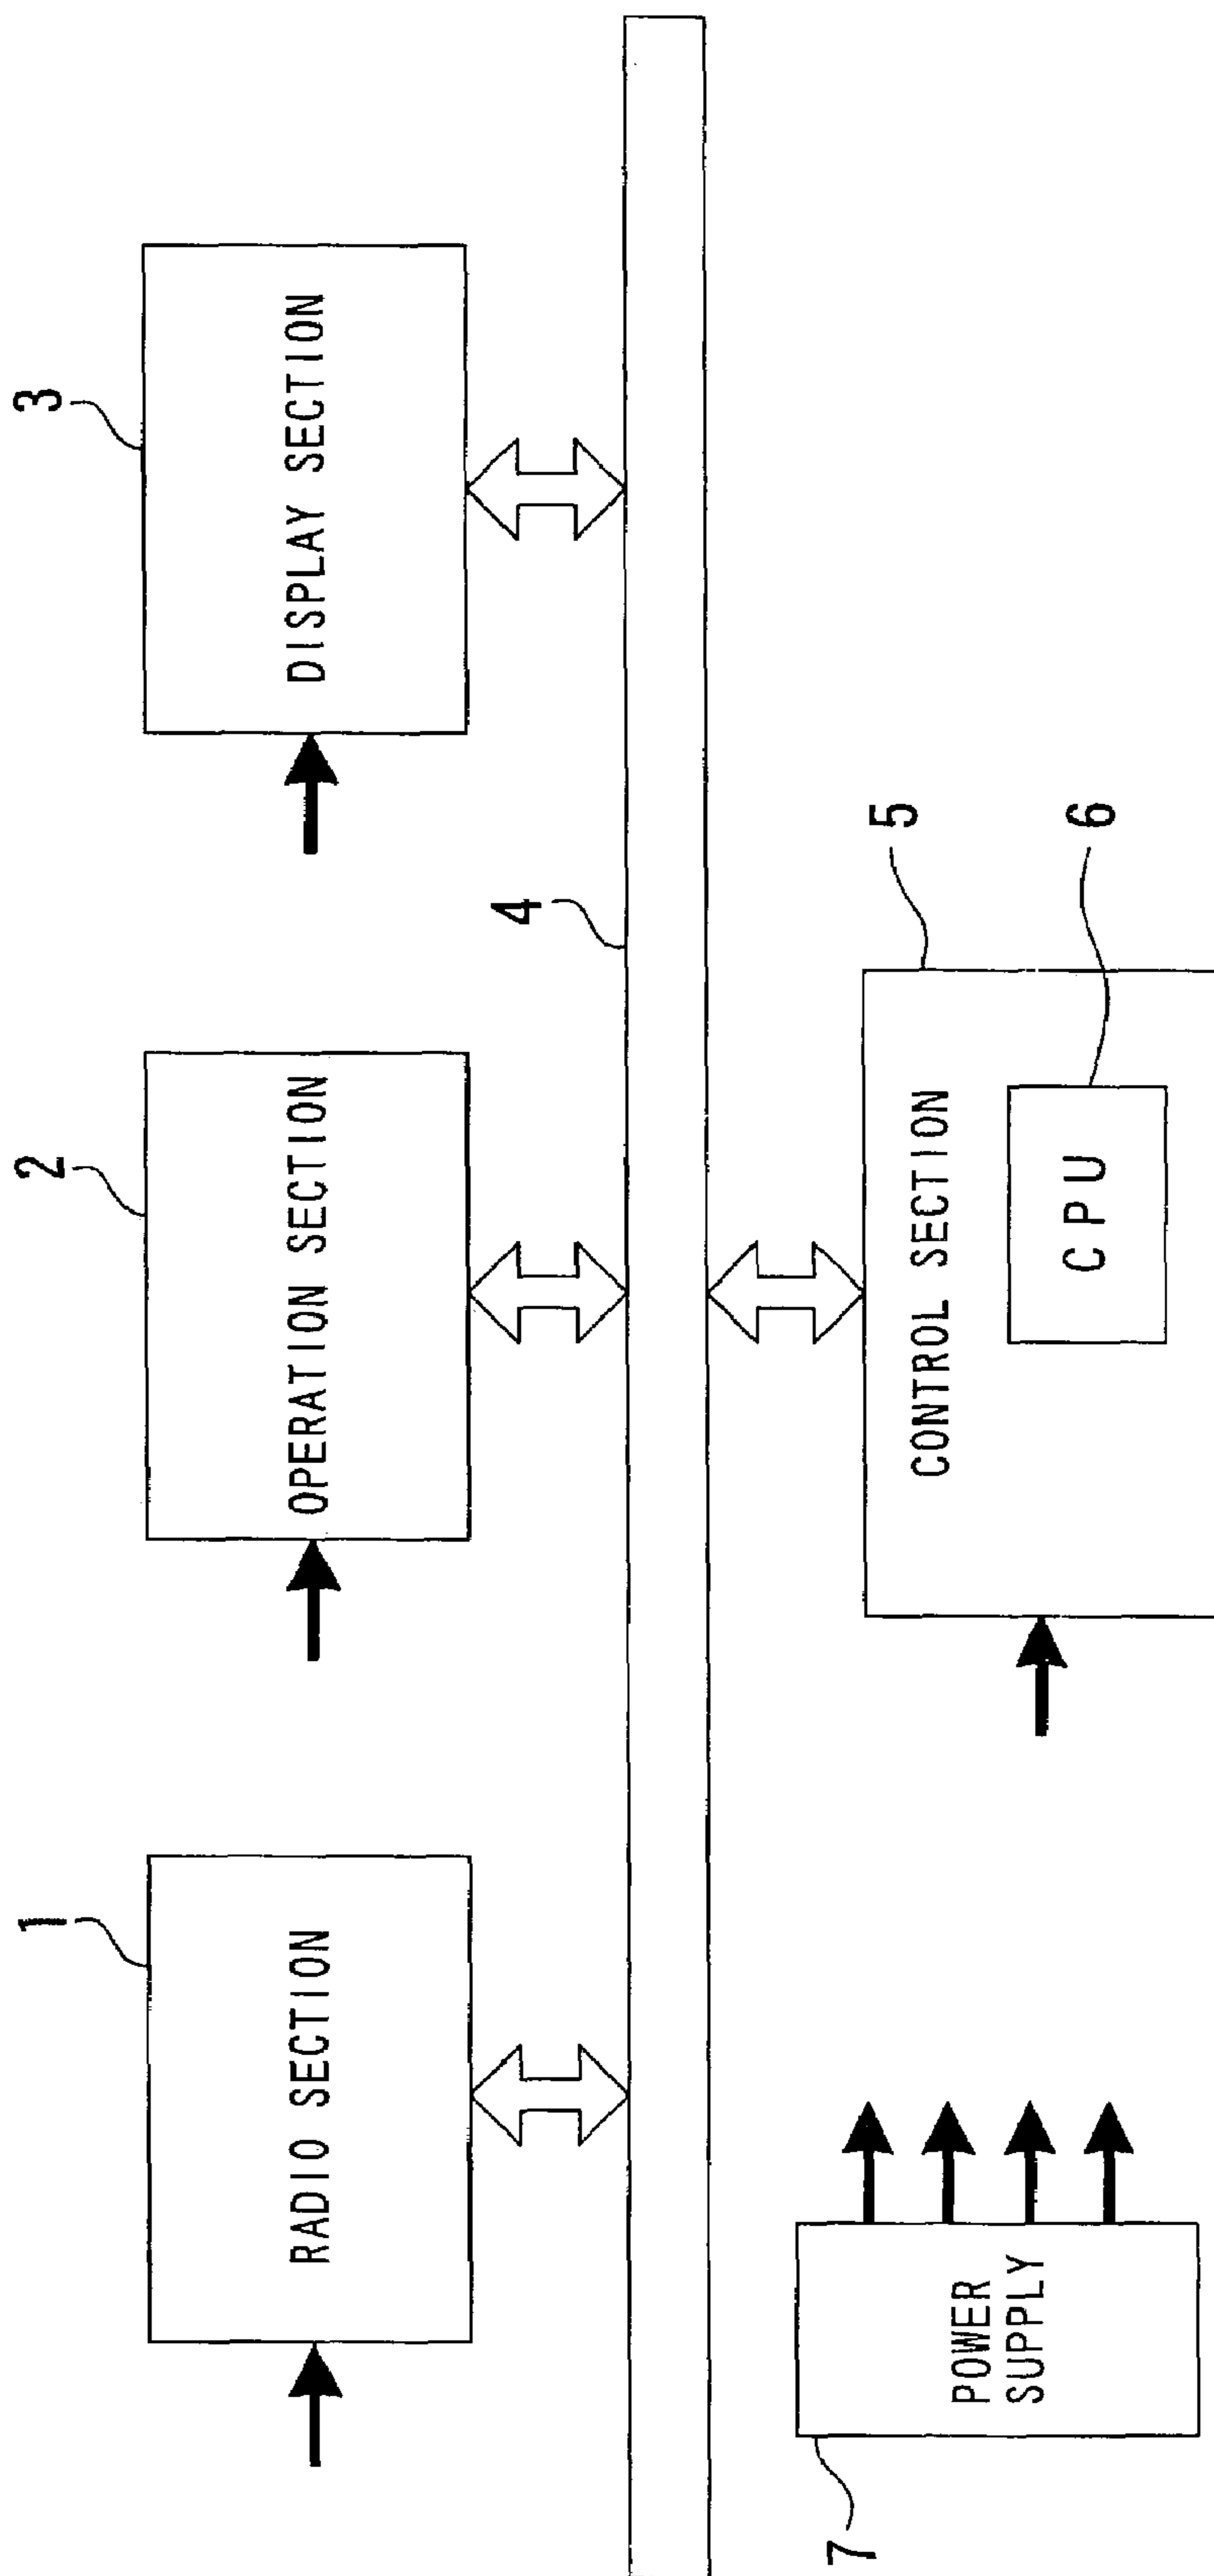 1
RADIO SECTION
2
OPERATION SECTION
3
DISPLAY SECTION
4
7
POWER
SUPPLY
5
CONTROL SECTION
6
CPU